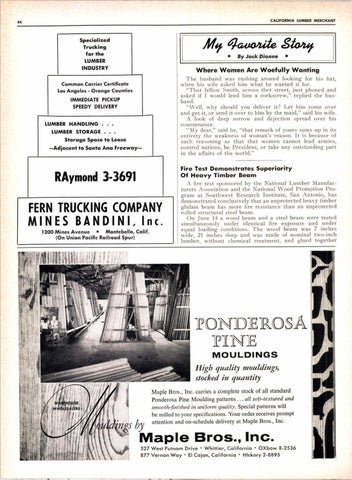 44
CALIFORNIA LUMBER MERCHANT
Specialized
Trucking
for the
LUMBER
INDUSTRY
Common Carrier Certificate
Los Angeles - Orange Counties
IMMEDIATE PICKUP
SPEEDY DELIVERY
LUMBER HANDLING . . .
LUMBER STORAGE . . .
Storage Space to Lease
—Adjacent to Santa Ana Freeway—
RAymond 3-3691
FERN TRUCKING COMPANY
MINES BANDINI, Inc.
1200 Mines Avenue • Montebello, Calif.
(On Union Pacific Railroad Spur)
My Favorite Story
• By Jack Dionne •
Where Women Are Woefully Wanting
The husband was rushing around looking for his hat,
when his wife asked him what he wanted it for.
"That fellow Smith, across thet street, just phoned and
asked if I would lend him a corkscrew," replied the hus-
band.
"Well, why should you deliver it? Let him come over
and get it, or send it over to him by the maid," said his wife.
A look of deep sorrow and dejection spread over his
countenance.
"My dear," said he, "that remark of yours sums up in its
entirety the weakness of woman's reason. It is because of
such reasoning as that that women cannot lead armies,
control nations, be President, or take any outstanding part
in the affairs of the world."
Fire Test Demonstrates Superiority
Of Heavy Timber Beam
A fire test sponsored by the National Lumber Manufac-
turers Association and the National Wood Promotion Pro-
gram at Southwest Research Institute, San Antonio, has
demonstrated conclusively that an unprotected heavy timber
glulam beam has more fire resistance than an unprotected
rolled structural steel beam.
On June 14 a wood beam and a steel beam were tested
simultaneously under identical fire exposure and under
equal loading conditions. The wood beam was 7 inches
wide, 21 inches deep and was made of nominal two-inch
lumber, without chemical treatment, and glued together
PONDEROSA
PINE
MOULDINGS
High quality mouldings,
stocked in quantity
Maple Bros., Inc. carries a complete stock of all standard
Ponderosa Pine Moulding patterns . . . all soft-textured and
smooth-finished in uniform quality. Special patterns will
be milled to your specifications. Your order receives prompt
attention and on-schedule delivery at Maple Bros., Inc.
WAREHOUSE
WHOLESALERS
Mouldings by
Maple Bros., Inc.
327 West Putnam Drive • Whittier, California • OXbow 8-2536
877 Vernon Way • El Cajon, California • HIckory 2-8895